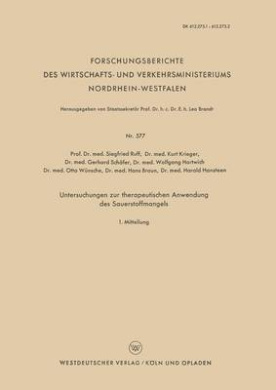 DK 612.273.1 : 612.273.2
FORSCHUNGSBERICHTE
DES WIRTSCHAFTS- UND VERKEHRSMINISTERIUMS
NORDRHEIN-WESTFALEN
Herausgegeben von Staatssekretär Prof. Dr. h. c. Dr. E. h. Leo Brandt
Nr. 577
Prof. Dr. med. Siegfried Ruff, Dr. med. Kurt Krieger,
Dr. med. Gerhard Schäfer, Dr. med. Wolfgang Hartwich
Dr. med. Otto Wünsche, Dr. med. Hans Braun, Dr. med. Harald Hansteen
Untersuchungen zur therapeutischen Anwendung
des Sauerstoffmangels
1. Mitteilung
WESTDEUTSCHER VERLAG / KÖLN UND OPLADEN